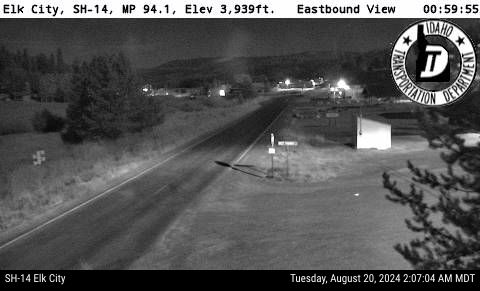 Elk City, SH-14, MP 94.1, Elev 3,939ft. Eastbound View 00:59:55
IDAHO
TRANSPORTATION DEPARTMENT
SH-14 Elk City Tuesday, August 20, 2024 2:07:04 AM MDT